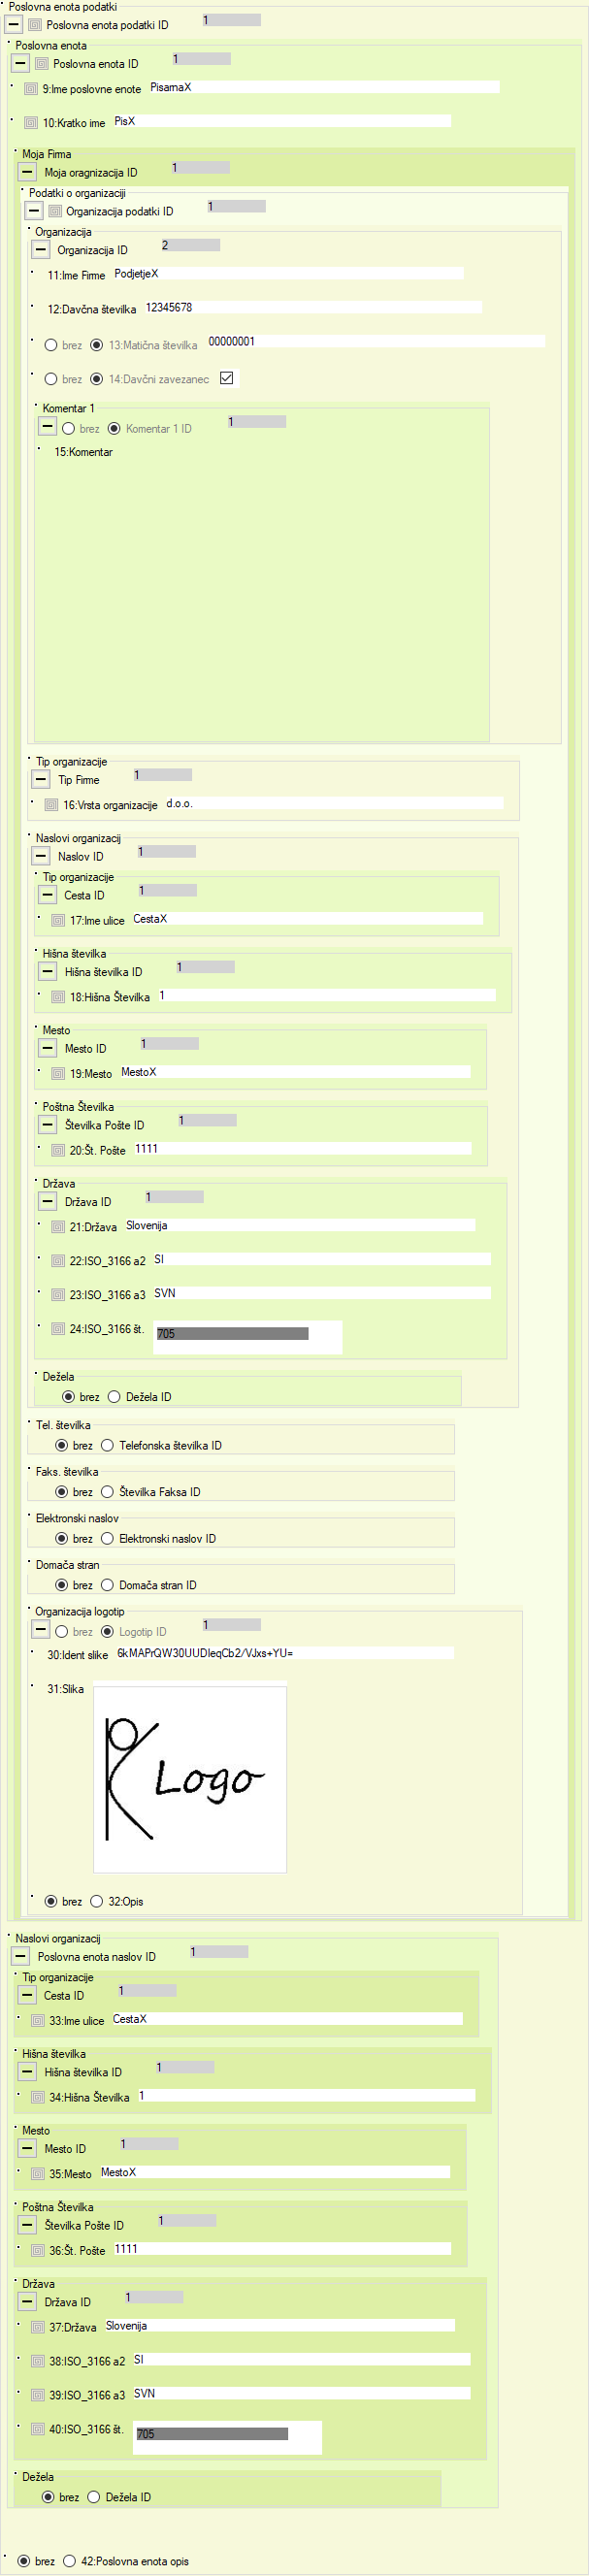 Poslovna enota podatki
Poslovna enota podatki ID 1
Poslovna enota
Poslovna enota ID 1
9:Ime poslovne enote PisarnaX
10:Kratko ime PisX
Moja Firma
Moja oragnizacija ID 1
Podatki o organizaciji
Organizacija podatki ID 1
Organizacija
Organizacija ID 2
11:Ime Firme PodjetjeX
12:Davčna številka 12345678
brez 13:Matična številka 00000001
brez 14:Davčni zavezanec
Komentar 1
brez Komentar 1 ID 1
15:Komentar
Tip organizacije
Tip Firme 1
16:Vrsta organizacije d.o.o.
Naslovi organizacij
Naslov ID 1
Tip organizacije
Cesta ID 1
17:Ime ulice CestaX
Hišna številka
Hišna številka ID 1
18:Hišna Številka 1
Mesto
Mesto ID 1
19:Mesto MestoX
Poštna Številka
Številka Pošte ID 1
20:Št. Pošte 1111
Država
Država ID 1
21:Država Slovenija
22:ISO_3166 a2 SI
23:ISO_3166 a3 SVN
24:ISO_3166 št. 705
Dežela
brez Dežela ID
Tel. številka
brez Telefonska številka ID
Faks. številka
brez Številka Faksa ID
Elektronski naslov
brez Elektronski naslov ID
Domača stran
brez Domača stran ID
Organizacija logotip
brez Logotip ID 1
30:Ident slike 6kMAPrQW30UUDIeqCb2/VJxs+YU=
31:Slika
Logo
brez 32:Opis
Naslovi organizacij
Poslovna enota naslov ID 1
Tip organizacije
Cesta ID 1
33:Ime ulice CestaX
Hišna številka
Hišna številka ID 1
34:Hišna Številka 1
Mesto
Mesto ID 1
35:Mesto MestoX
Poštna Številka
Številka Pošte ID 1
36:Št. Pošte 1111
Država
Država ID 1
37:Država Slovenija
38:ISO_3166 a2 SI
39:ISO_3166 a3 SVN
40:ISO_3166 št. 705
Dežela
brez Dežela ID
brez 42:Poslovna enota opis